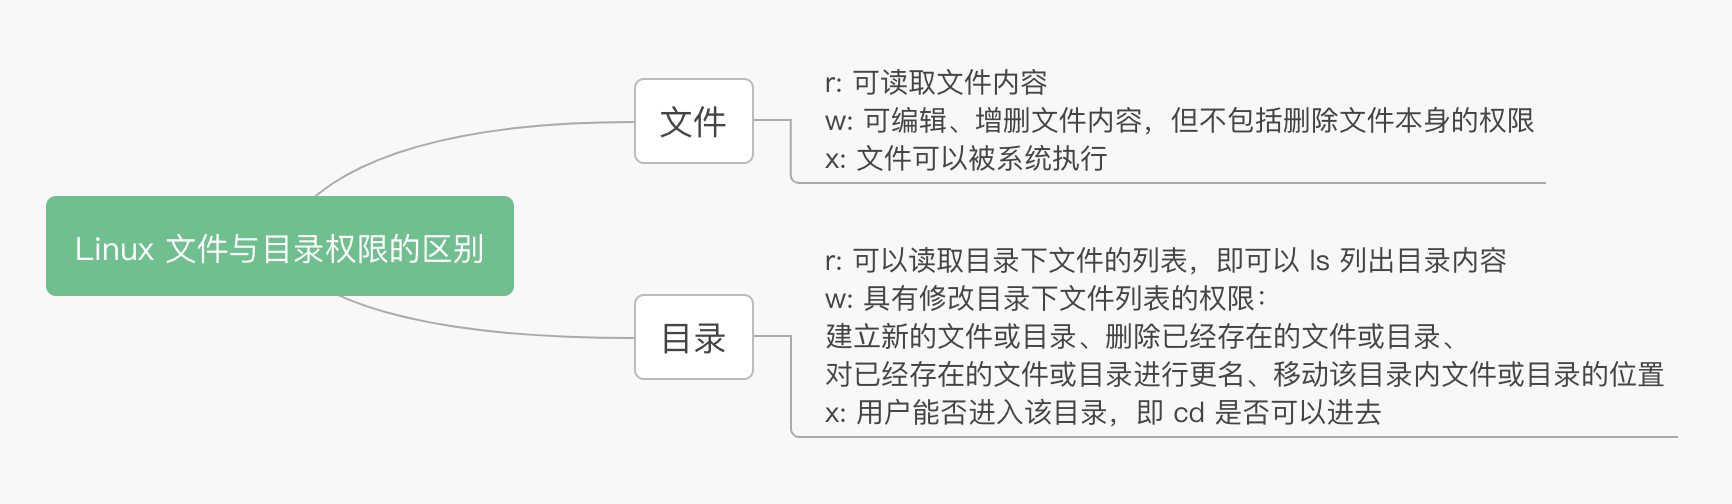 Linux 文件与目录权限的区别
文件
r: 可读取文件内容
w: 可编辑、增删文件内容，但不包括删除文件本身的权限
x: 文件可以被系统执行
目录
r: 可以读取目录下文件的列表，即可以 ls 列出目录内容
w: 具有修改目录下文件列表的权限：
建立新的文件或目录、删除已经存在的文件或目录、
对已经存在的文件或目录进行更名、移动该目录内文件或目录的位置
x: 用户能否进入该目录，即 cd 是否可以进去